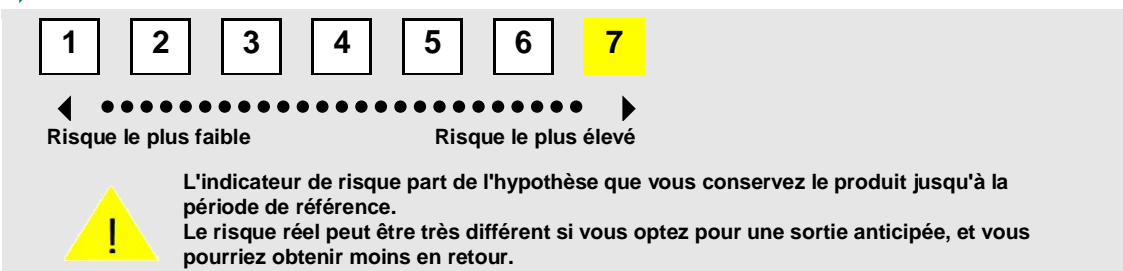 1 2 3 4 5 6 7
Risque le plus faible Risque le plus élevé
L'indicateur de risque part de l'hypothèse que vous conservez le produit jusqu'à la
période de référence.
! Le risque réel peut être très différent si vous optez pour une sortie anticipée, et vous
pourriez obtenir moins en retour.